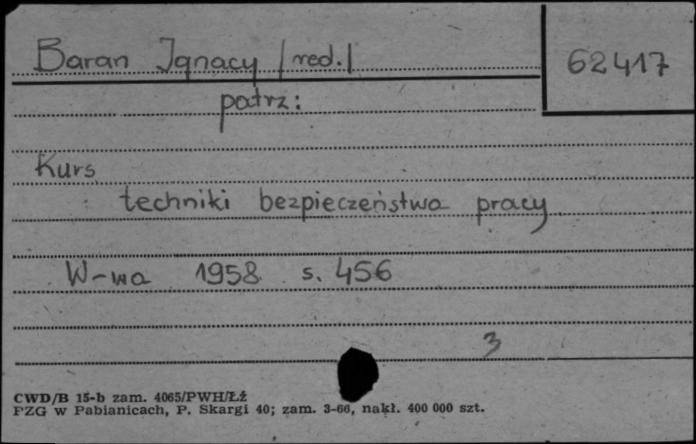 Baran Ignacy /red./
62417
patrz:
Kurs
techniki bezpieczeństwa pracy
W-wa 1958 s. 456
3
CWD/B 15-b zam. 4065/PWH/Łź
PZG w Pabianicach, P. Skargi 40; zam. 3-66, nakł. 400 000 szt.